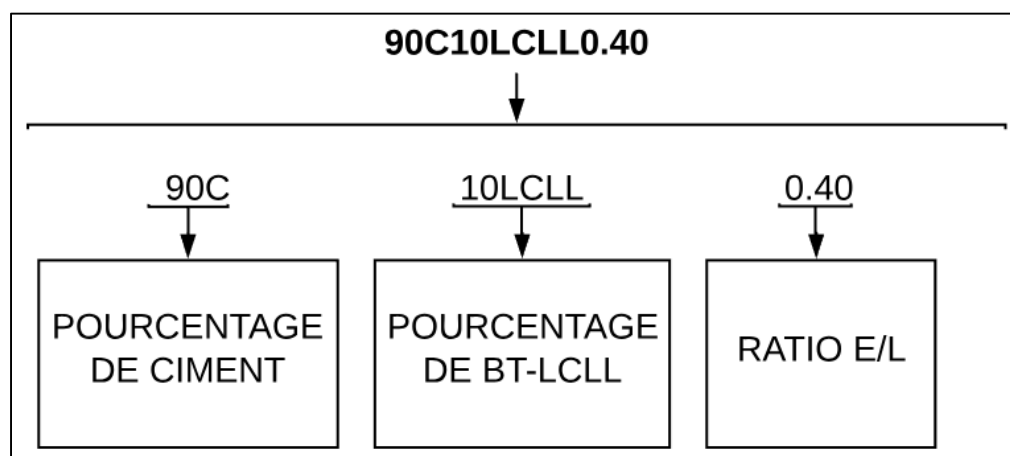 90C10LCLL0.40
90C
10LCLL
0.40
POURCENTAGE
DE CIMENT
POURCENTAGE
DE BT-LCLL
RATIO E/L